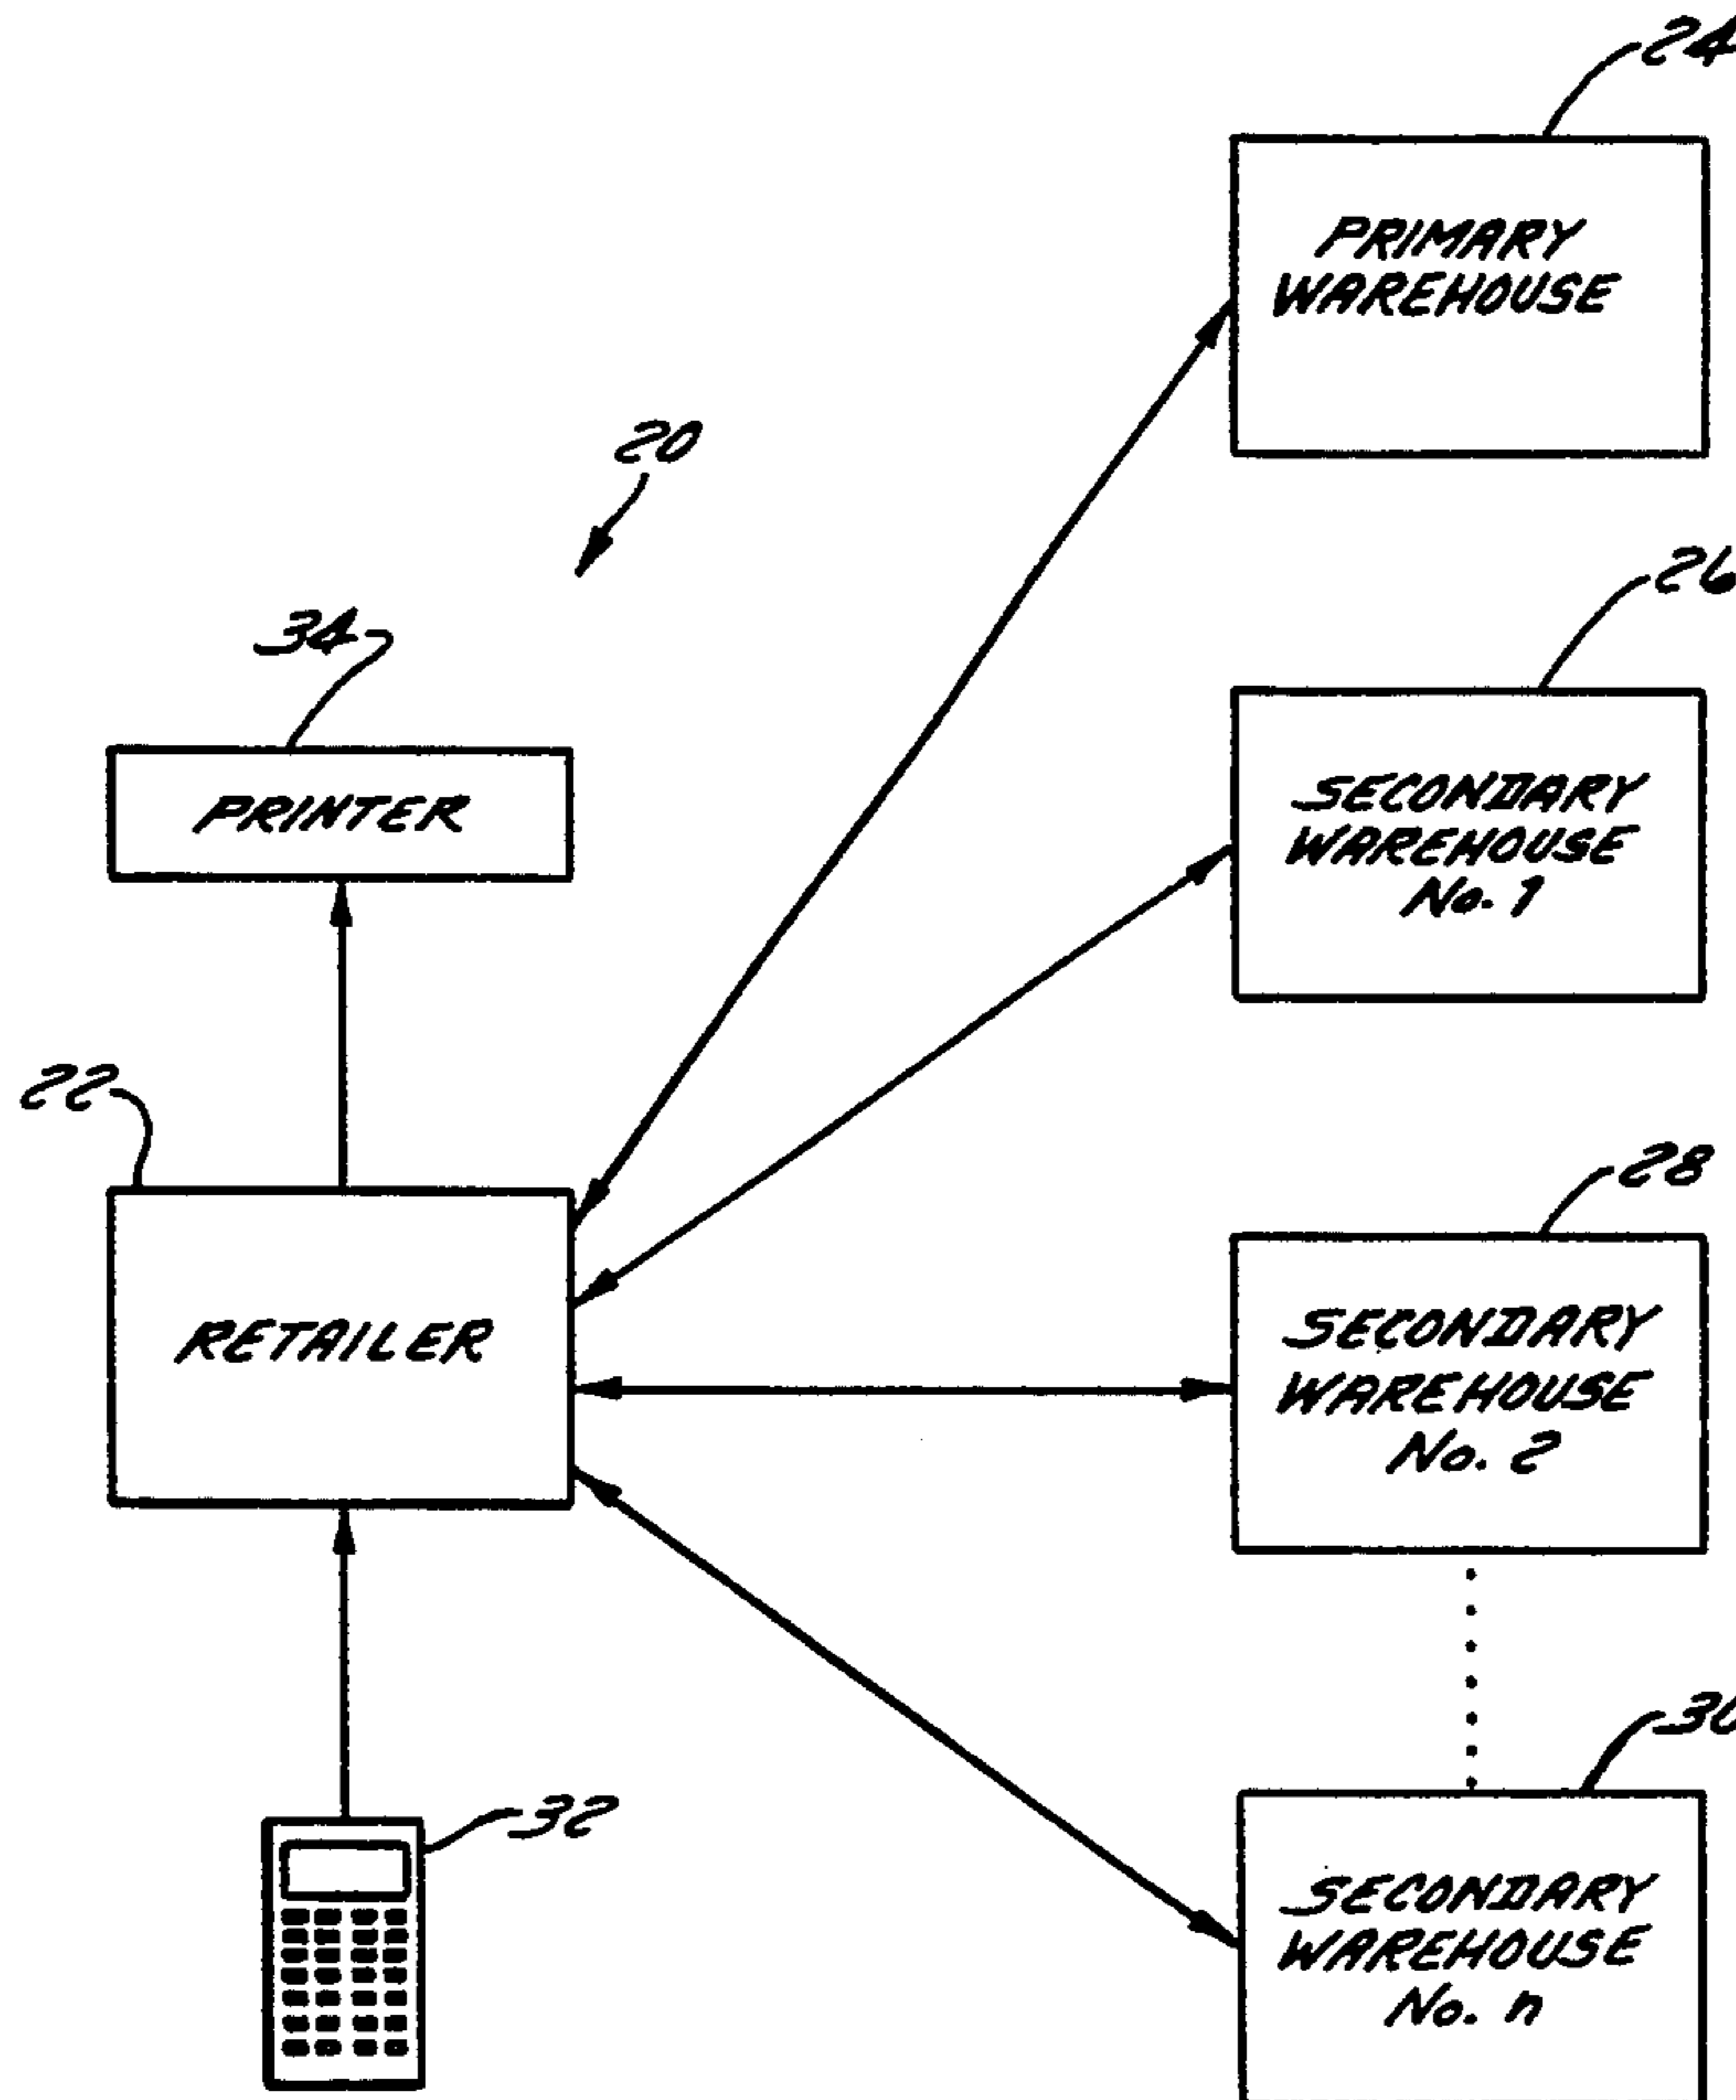 24
PRIMARY
WAREHOUSE
20
26
34
PRINTER
SECONDARY
WAREHOUSE
No. 1
22
28
RETAILER
SECONDARY
WAREHOUSE
No. 2
30
32
SECONDARY
WAREHOUSE
No. n